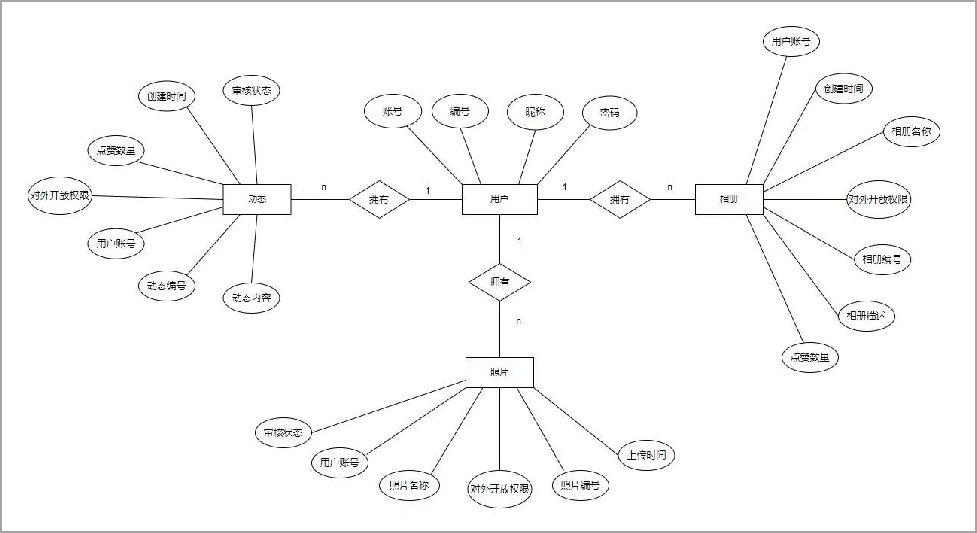 用户账号
创建时间
审核状态
创建时间
账号
编号
昵称
密码
相册名称
点赞数量
对外开放权限
动态
n
拥有
1
用户
1
拥有
n
相册
对外开放权限
用户账号
1
相册编号
动态编号
动态内容
拥有
相册描述
n
点赞数量
照片
审核状态
用户账号
上传时间
照片名称
对外开放权限
照片编号